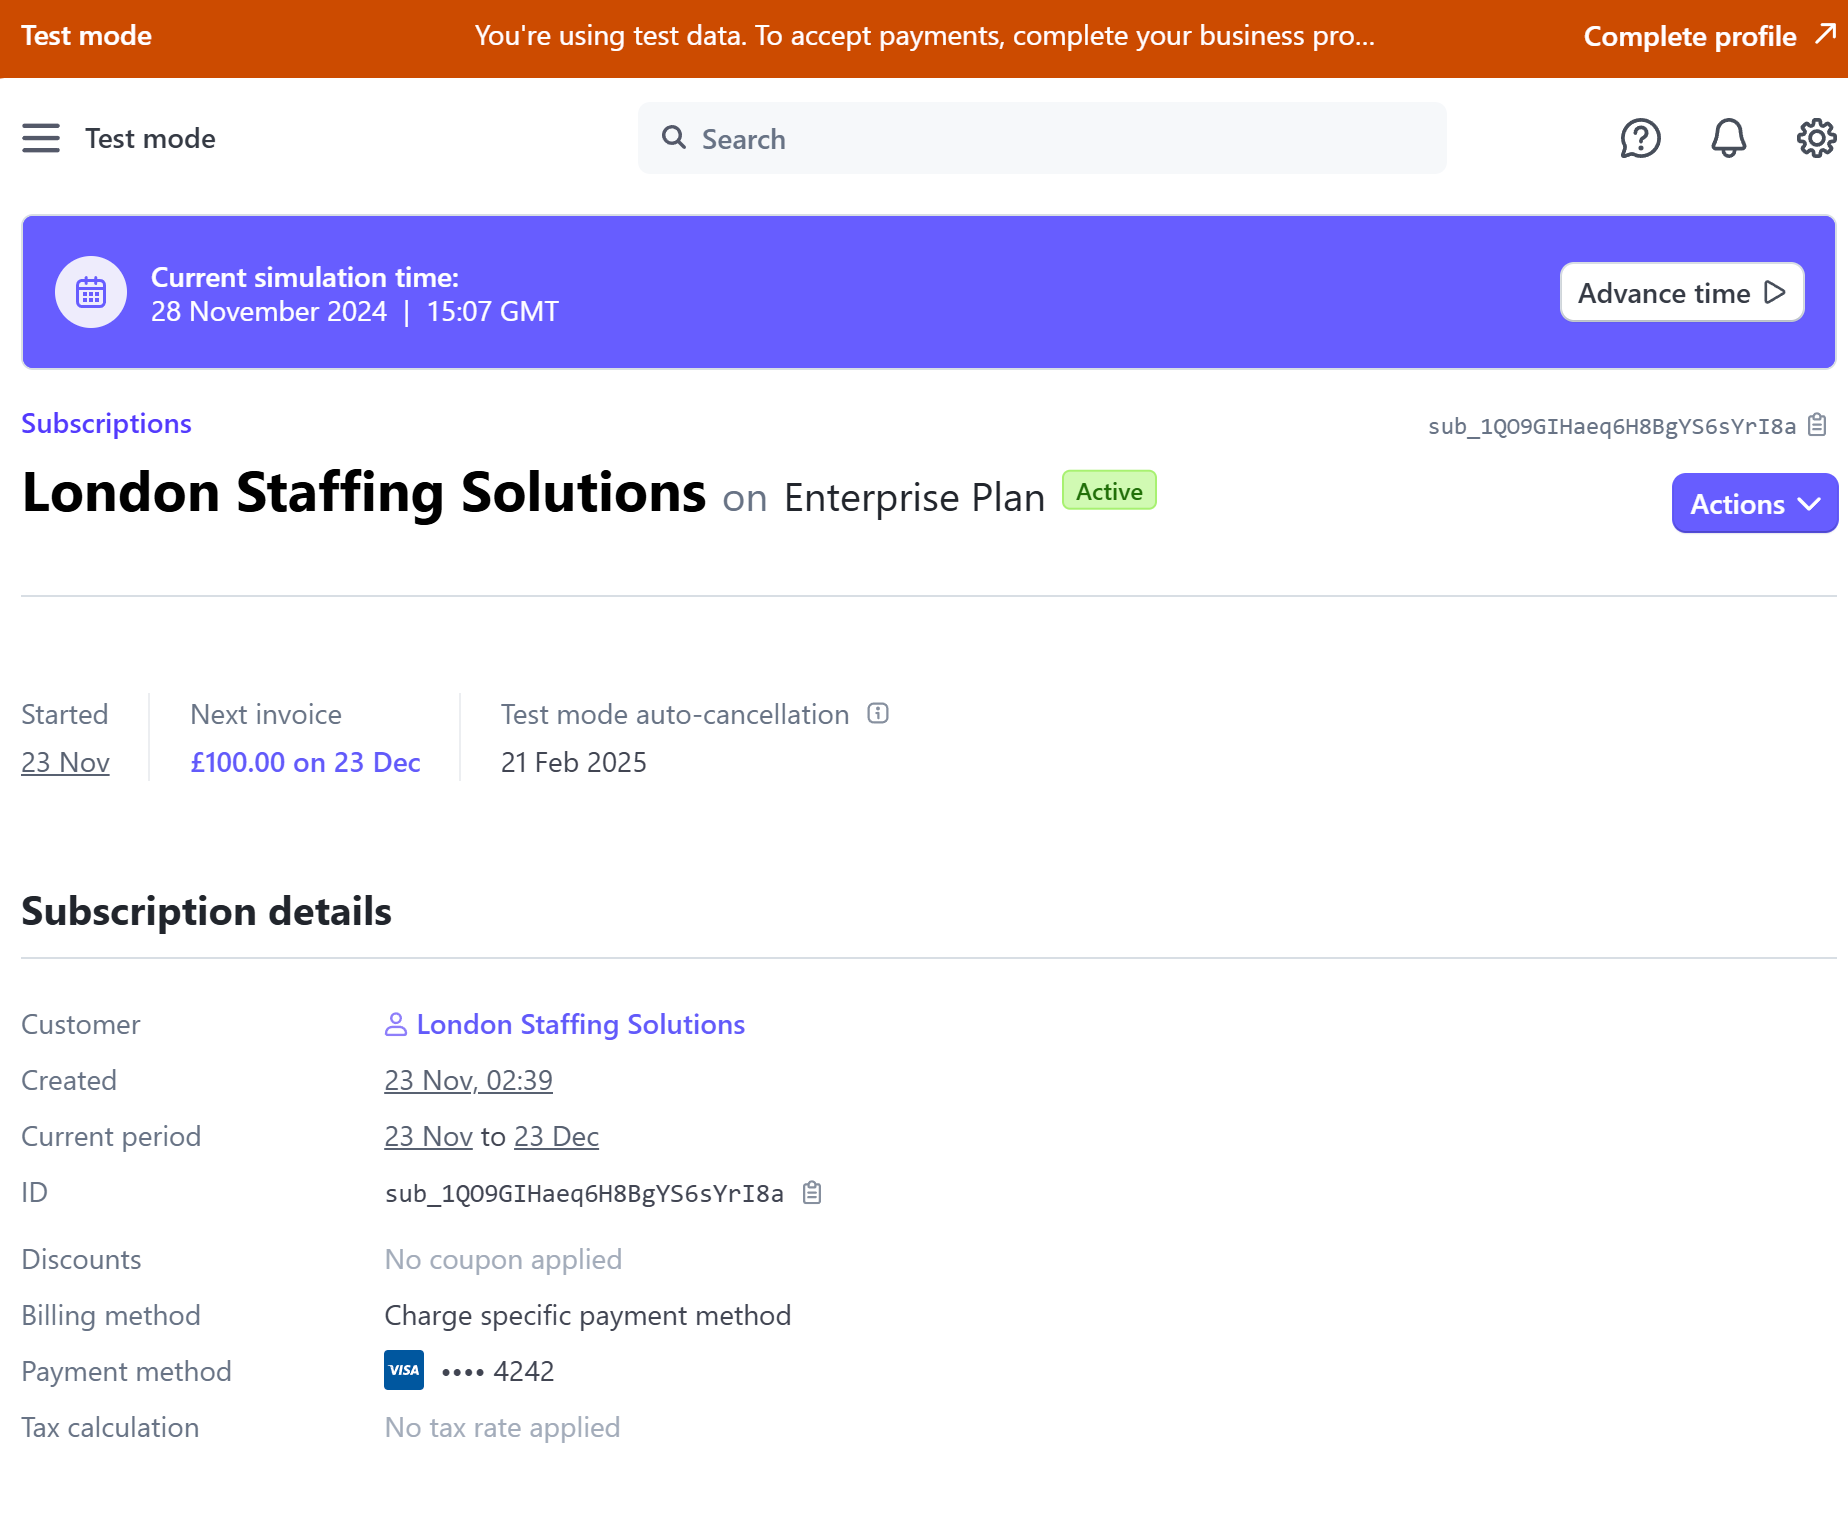 Test mode
You're using test data. To accept payments, complete your business pro...
Complete profile
Test mode
Search
Current simulation time:
28 November 2024 | 15:07 GMT
Advance time
Subscriptions
sub_1QO9GIHaeq6H8BgYS6sYrI8a
London Staffing Solutions on Enterprise Plan Active
Actions
Started
23 Nov
Next invoice
£100.00 on 23 Dec
Test mode auto-cancellation
21 Feb 2025
Subscription details
Customer London Staffing Solutions
Created 23 Nov, 02:39
Current period 23 Nov to 23 Dec
ID sub_1QO9GIHaeq6H8BgYS6sYrI8a
Discounts No coupon applied
Billing method Charge specific payment method
Payment method VISA •••• 4242
Tax calculation No tax rate applied